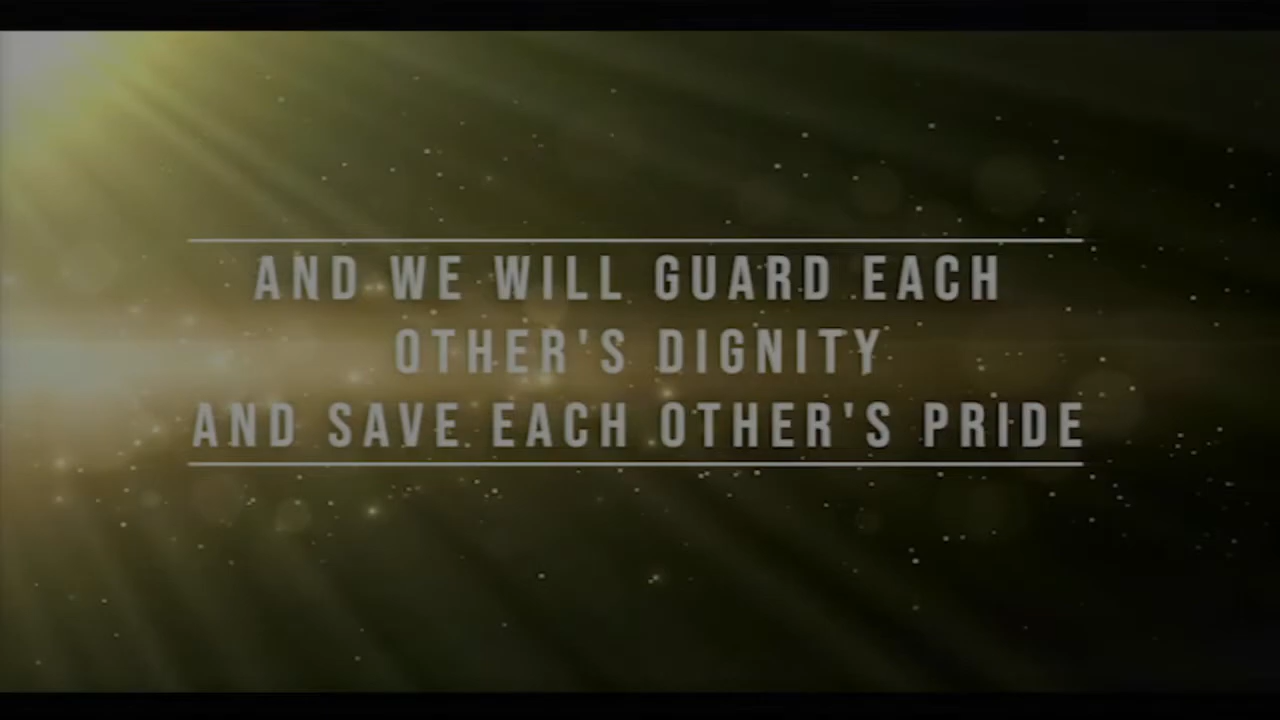 AND WE WILL GUARD EACH
OTHER'S DIGNITY
AND SAVE EACH OTHER'S PRIDE